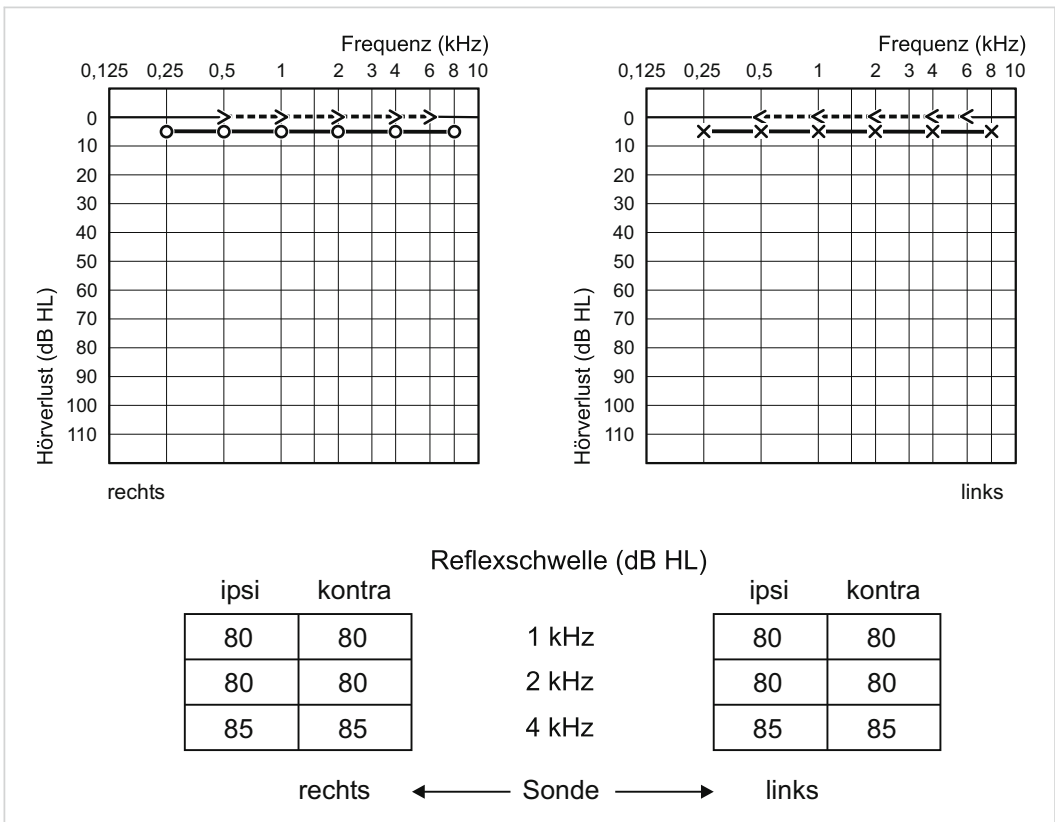 Frequenz (kHz)
0,125 0,25 0,5 1 2 3 4 6 8 10
0
10
20
30
40
50
60
70
80
90
100
110
Hörverlust (dB HL)
rechts
Frequenz (kHz)
0,125 0,25 0,5 1 2 3 4 6 8 10
0
10
20
30
40
50
60
70
80
90
100
110
Hörverlust (dB HL)
links
Reflexschwelle (dB HL)
ipsi kontra ipsi kontra
80 80 1 kHz 80 80
80 80 2 kHz 80 80
85 85 4 kHz 85 85
rechts Sonde links